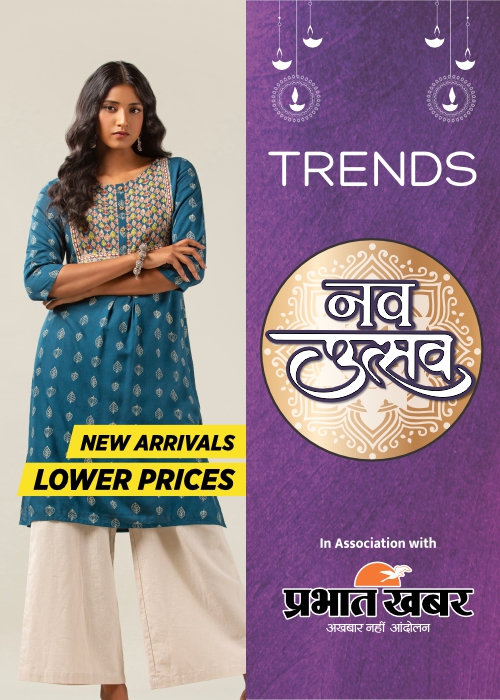 TRENDS
नव
उत्सव
NEW ARRIVALS
LOWER PRICES
In Association with
प्रभात खबर
अखबार नहीं आंदोलन